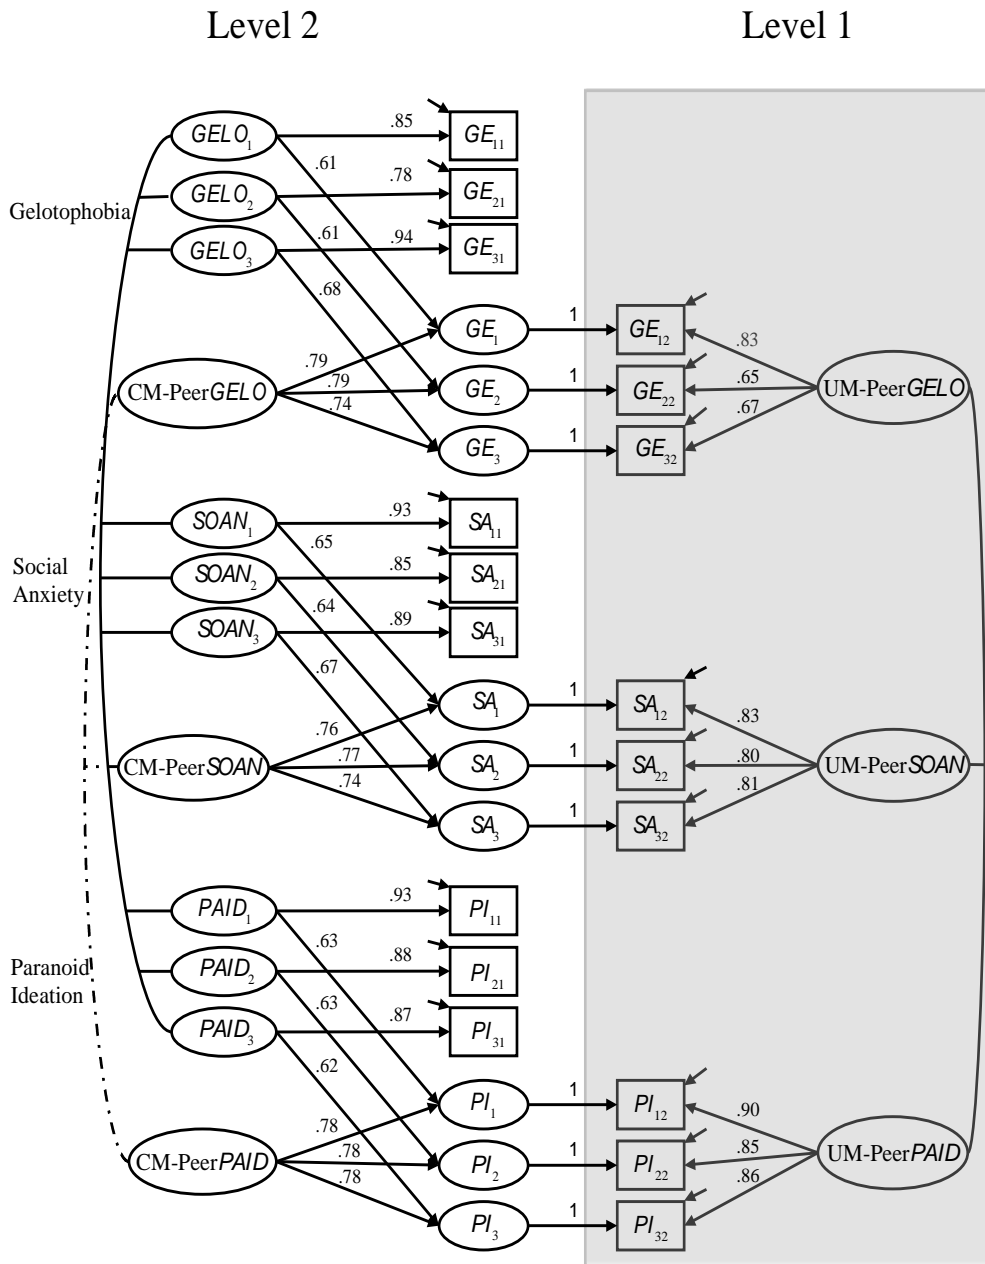 Level 2 Level 1
GELO1 .85 GE11
.61
GELO2 .78 GE21
Gelotophobia
GELO3 .61 .94 GE31
.68
GE1 1 GE12
.79 .83
CM-PeerGELO .79 GE2 1 GE22 .65 UM-PeerGELO
.74 .67
GE3 1 GE32
SOAN1 .93 SA11
.65
Social
Anxiety
SOAN2 .85 SA21
.64
SOAN3 .89 SA31
.67
SA1 1 SA12
.76 .83
CM-PeerSOAN .77 SA2 1 SA22 .80 UM-PeerSOAN
.74 .81
SA3 1 SA32
PAID1 .93 PI11
.63
Paranoid
Ideation
PAID2 .88 PI21
.63
PAID3 .87 PI31
.62
PI1 1 PI12
.78 .90
CM-PeerPAID .78 PI2 1 PI22 .85 UM-PeerPAID
.78 .86
PI3 1 PI32